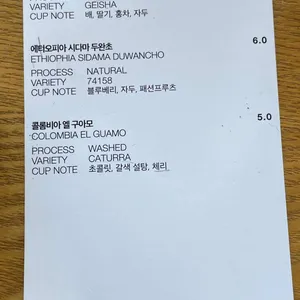 VARIETY GEISHA
CUP NOTE 배, 딸기, 홍차, 자두
에티오피아 시다마 두완초 6.0
ETHIOPHIA SIDAMA DUWANCHO
PROCESS NATURAL
VARIETY 74158
CUP NOTE 블루베리, 자두, 패션프루츠
콜롬비아 엘 구아모 5.0
COLOMBIA EL GUAMO
PROCESS WASHED
VARIETY CATURRA
CUP NOTE 초콜릿, 갈색 설탕, 체리